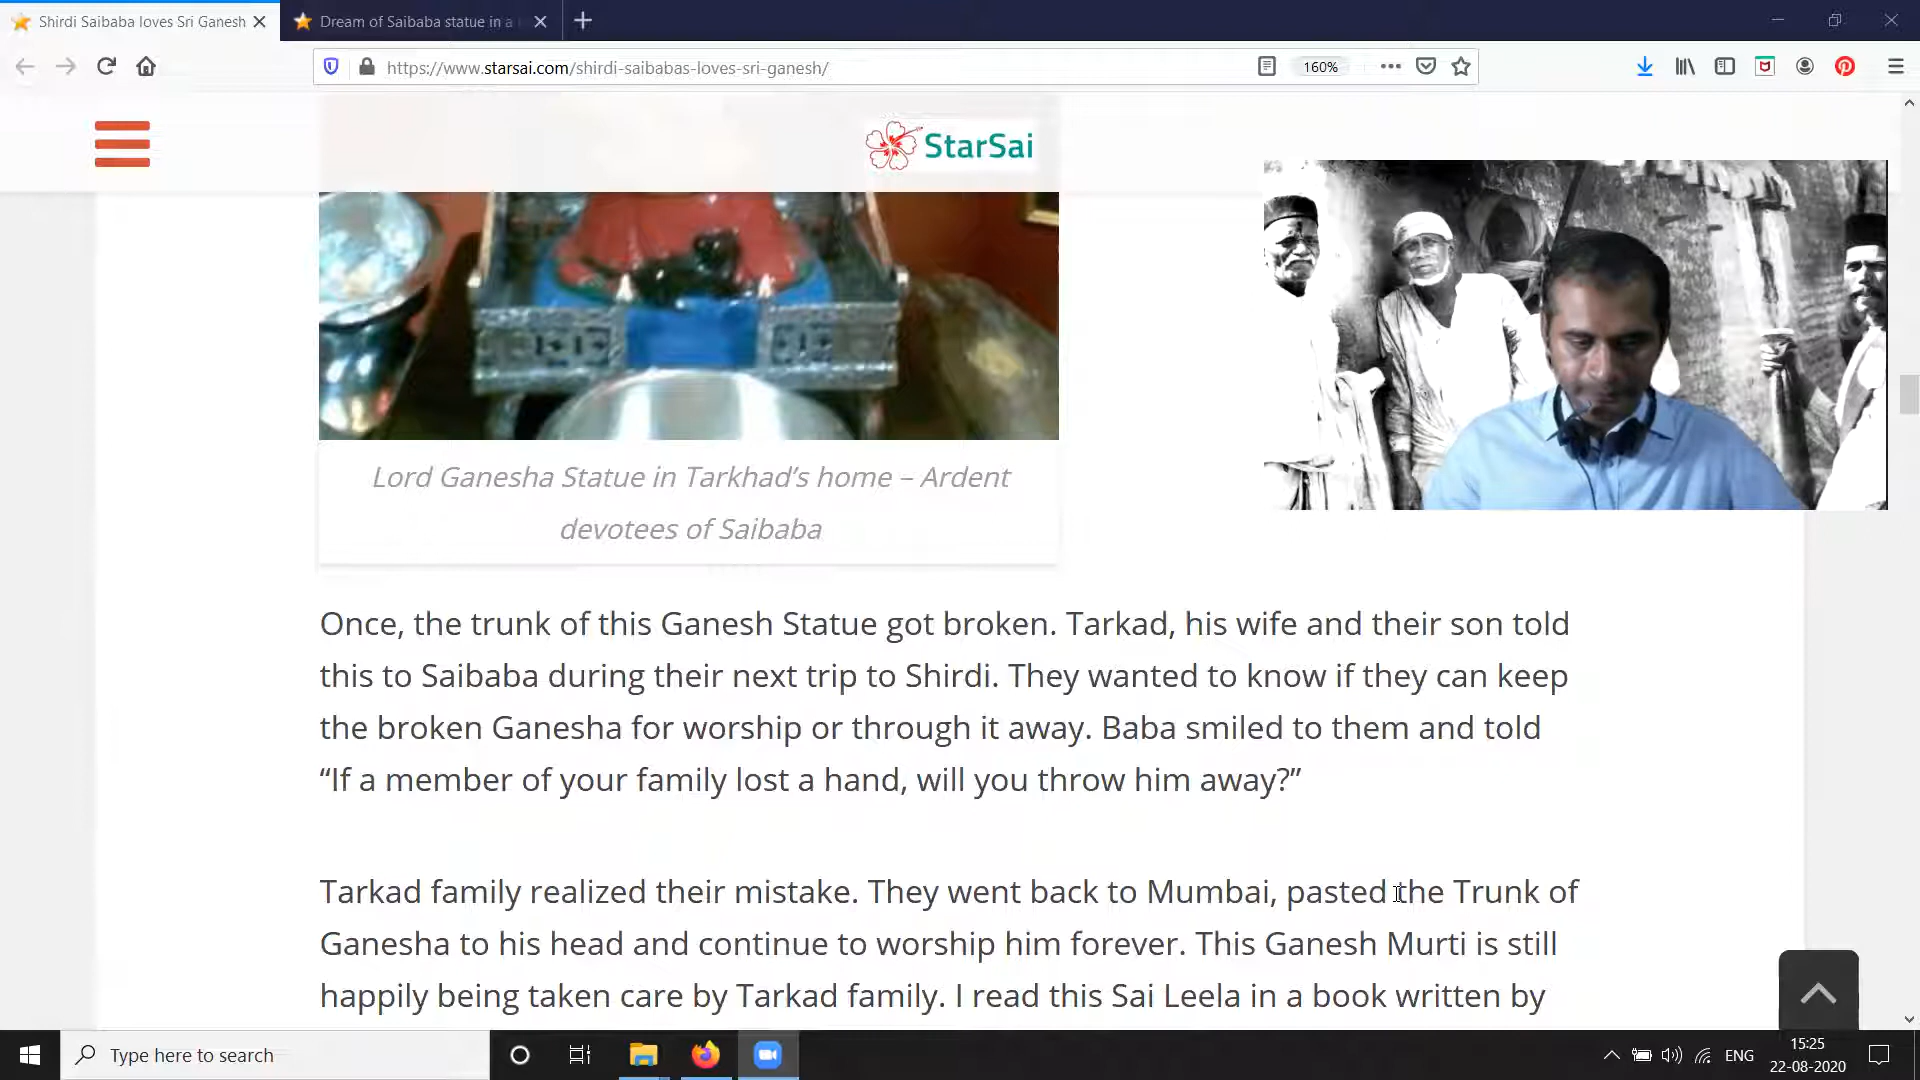 Shirdi Saibaba loves Sri Ganesh
Dream of Saibaba statue in a
https://www.starsai.com/shirdi-saibabas-loves-sri-ganesh/
160%
StarSai
Lord Ganesha Statue in Tarkhad’s home – Ardent
devotees of Saibaba
Once, the trunk of this Ganesh Statue got broken. Tarkad, his wife and their son told
this to Saibaba during their next trip to Shirdi. They wanted to know if they can keep
the broken Ganesha for worship or through it away. Baba smiled to them and told
“If a member of your family lost a hand, will you throw him away?”
Tarkad family realized their mistake. They went back to Mumbai, pasted the Trunk of
Ganesha to his head and continue to worship him forever. This Ganesh Murti is still
happily being taken care by Tarkad family. I read this Sai Leela in a book written by
Type here to search
ENG
15:25
22-08-2020